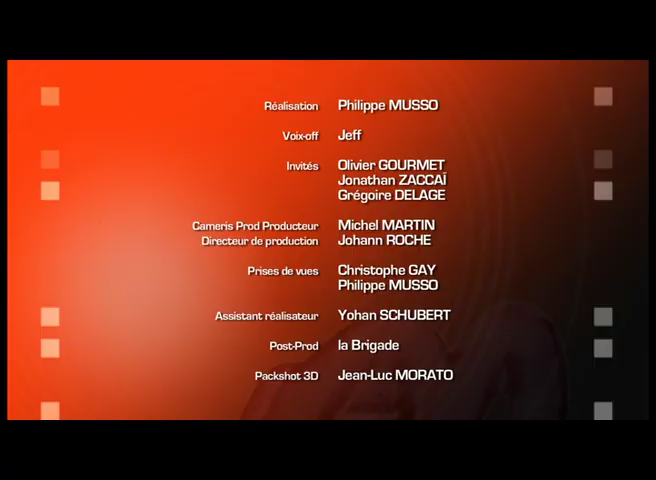 Réalisation Philippe MUSSO
Voix-off Jeff
Invités Olivier GOURMET
Jonathan ZACCAÏ
Grégoire DELAGE
Cameris Prod Producteur Michel MARTIN
Directeur de production Johann ROCHE
Prises de vues Christophe GAY
Philippe MUSSO
Assistant réalisateur Yohan SCHUBERT
Post-Prod la Brigade
Packshot 3D Jean-Luc MORATO